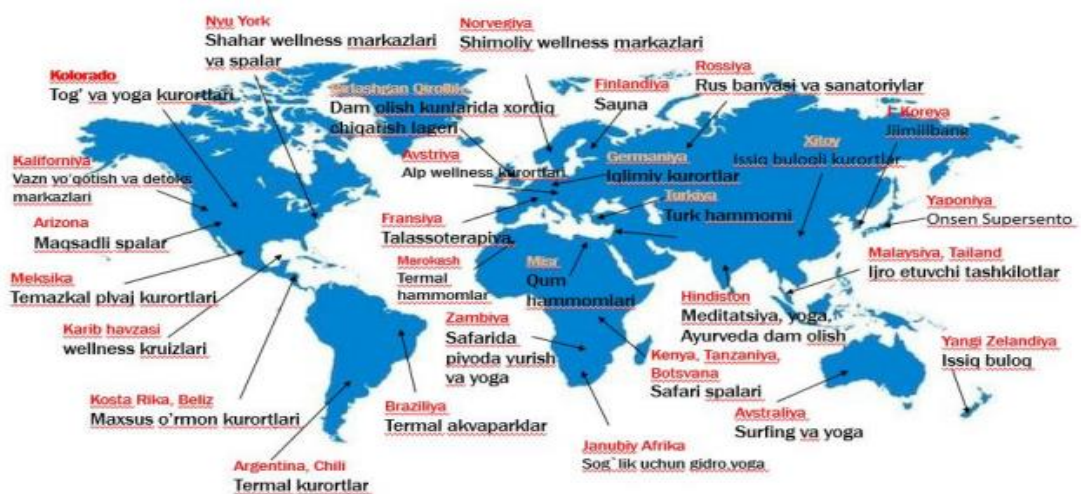 Nyu York
Shahar wellness markazlari
va spalar
Norvegiya
Shimoliy wellness markazlari
Kolorado
Tog' va yoga kurortlari
Birlashgan Qirollik
Dam olish kunlarida xordiq
chiqarish lageri
Finlandiya
Sauna
Rossiya
Rus banyasi va sanatoriylar
J. Koreya
Jiimjilbang
Xitoy
Issiq buloqli kurortlar
Kaliforniya
Vazn yo'qotish va detoks
markazlari
Avstriya
Alp wellness kurortlari
Germaniya
Iqlimiy kurortlar
Turkiya
Turk hammomi
Yaponiya
Onsen Supersento
Arizona
Maqsadli spalar
Fransiya
Talassoterapiya
Marokash
Termal
hammomlar
Misr
Qum
hammomlari
Malaysiya, Tailand
Ijro etuvchi tashkilotlar
Meksika
Temazkal plyaj kurortlari
Hindiston
Meditatsiya, yoga,
Ayurveda dam olish
Karib havzasi
wellness kruizlari
Zambiya
Safarida
piyoda yurish
va yoga
Kenya, Tanzaniya,
Botsvana
Safari spalari
Yangi Zelandiya
Issiq buloq
Kosta Rika, Beliz
Maxsus o'rmon kurortlari
Braziliya
Termal akvaparklar
Avstraliya
Surfing va yoga
Argentina, Chili
Termal kurortlar
Janubiy Afrika
Sog`lik uchun gidro yoga